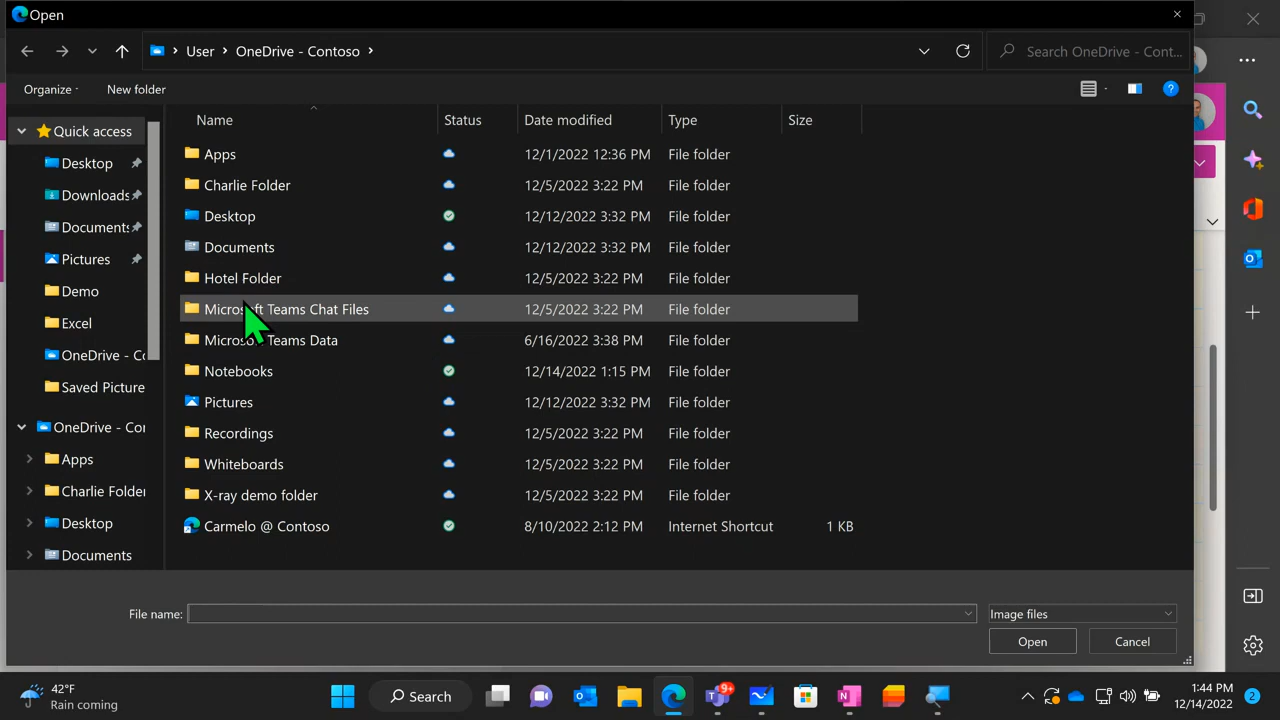 Open
User OneDrive - Contoso Search OneDrive - Cont...
Organize New folder
Quick access
Desktop
Downloads
Documents
Pictures
Demo
Excel
OneDrive - Co
Saved Picture
OneDrive - Cor
Apps
Charlie Folder
Desktop
Documents
Name Status Date modified Type Size
Apps 12/1/2022 12:36 PM File folder
Charlie Folder 12/5/2022 3:22 PM File folder
Desktop 12/12/2022 3:32 PM File folder
Documents 12/12/2022 3:32 PM File folder
Hotel Folder 12/5/2022 3:22 PM File folder
Microsoft Teams Chat Files 12/5/2022 3:22 PM File folder
Microsoft Teams Data 6/16/2022 3:38 PM File folder
Notebooks 12/14/2022 1:15 PM File folder
Pictures 12/12/2022 3:32 PM File folder
Recordings 12/5/2022 3:22 PM File folder
Whiteboards 12/5/2022 3:22 PM File folder
X-ray demo folder 12/5/2022 3:22 PM File folder
Carmelo @ Contoso 8/10/2022 2:12 PM Internet Shortcut 1 KB
File name: Image files
Open Cancel
42°F
Rain coming
Search
9+
1:44 PM
12/14/2022
2